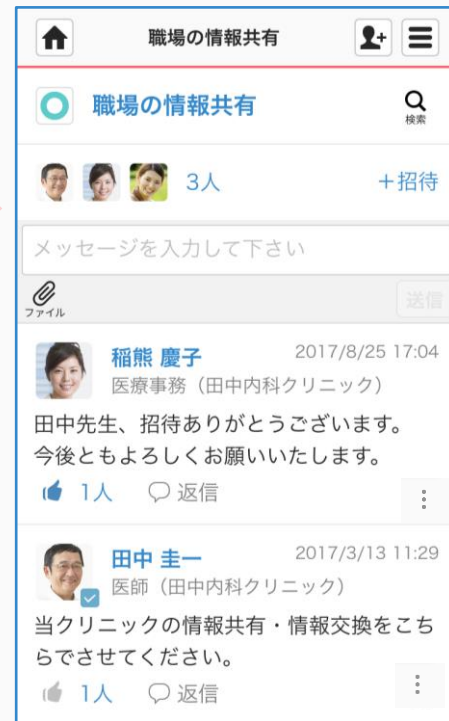 職場の情報共有
職場の情報共有
検索
3人
+招待
メッセージを入力して下さい
ファイル
送信
稲熊 慶子
2017/8/25 17:04
医療事務（田中内科クリニック）
田中先生、招待ありがとうございます。
今後ともよろしくお願いいたします。
1人
返信
田中 圭一
2017/3/13 11:29
医師（田中内科クリニック）
当クリニックの情報共有・情報交換をこち
らでさせてください。
1人
返信